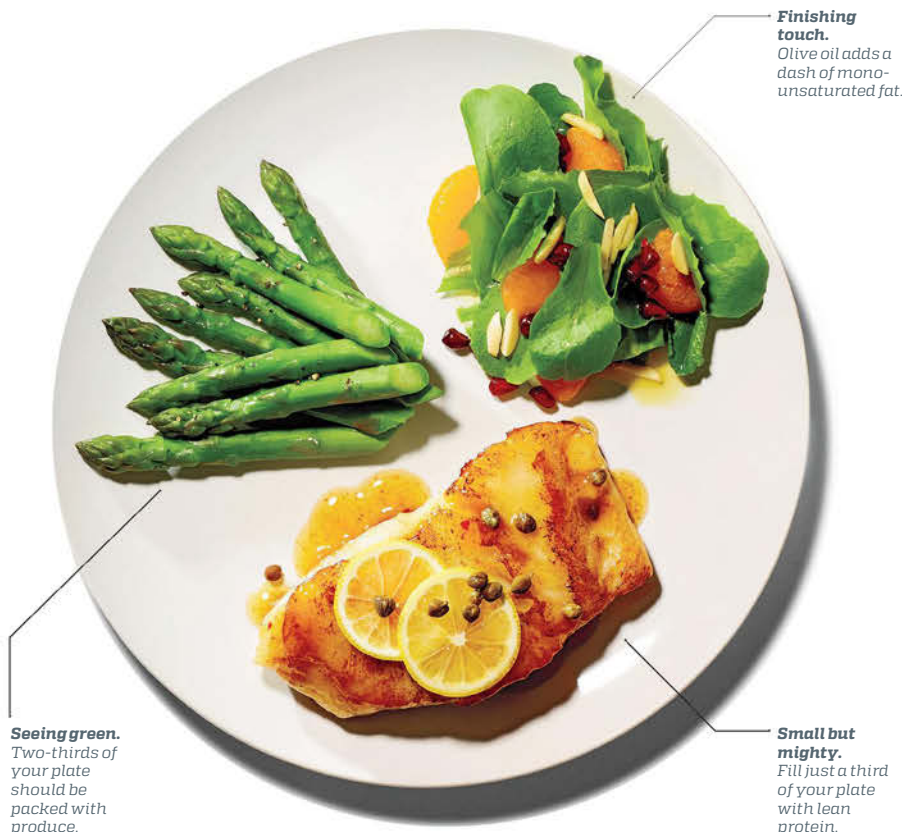 Finishing
touch.
Olive oil adds a
dash of mono-
unsaturated fat.
Seeing green.
Two-thirds of
your plate
should be
packed with
produce.
Small but
mighty.
Fill just a third
of your plate
with lean
protein.